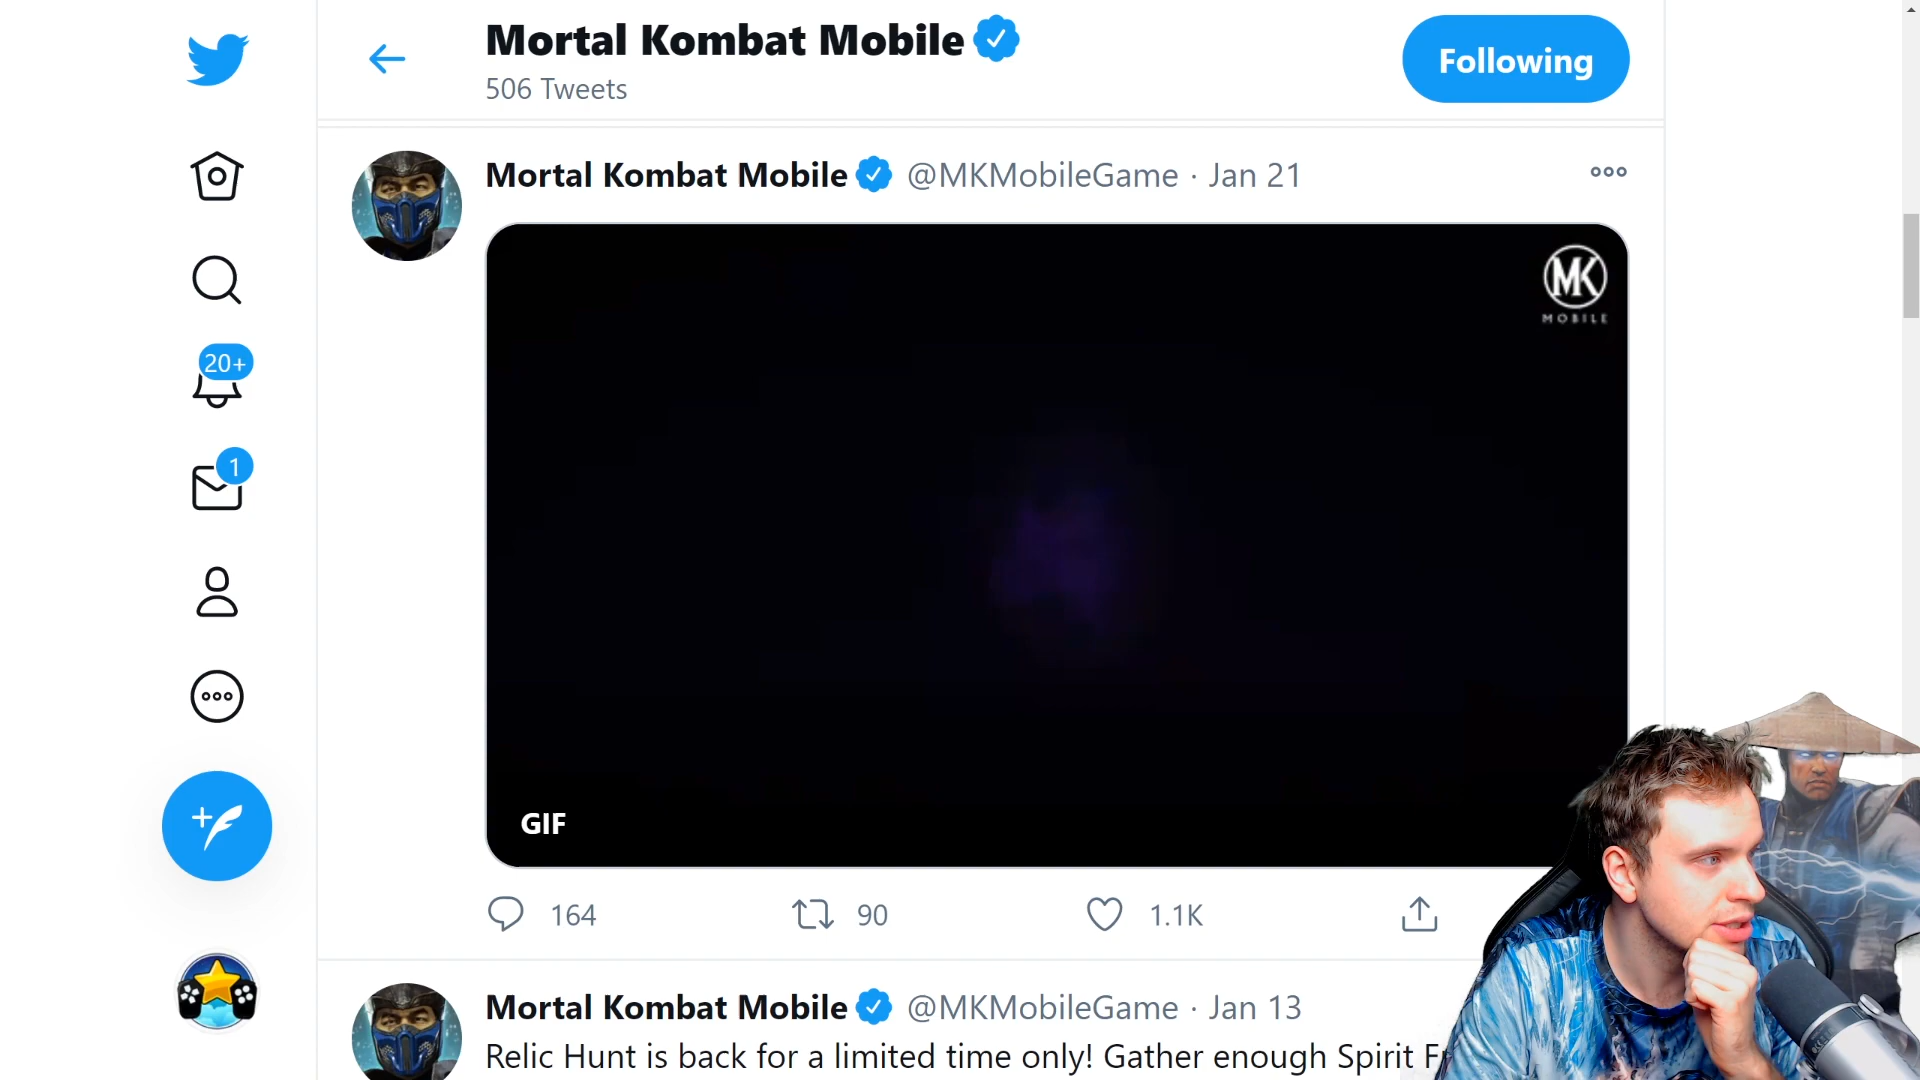 Mortal Kombat Mobile
506 Tweets
Following
Mortal Kombat Mobile @MKMobileGame · Jan 21
MK
MOBILE
20+
1
GIF
164
90
1.1K
Mortal Kombat Mobile @MKMobileGame · Jan 13
Relic Hunt is back for a limited time only! Gather enough Spirit